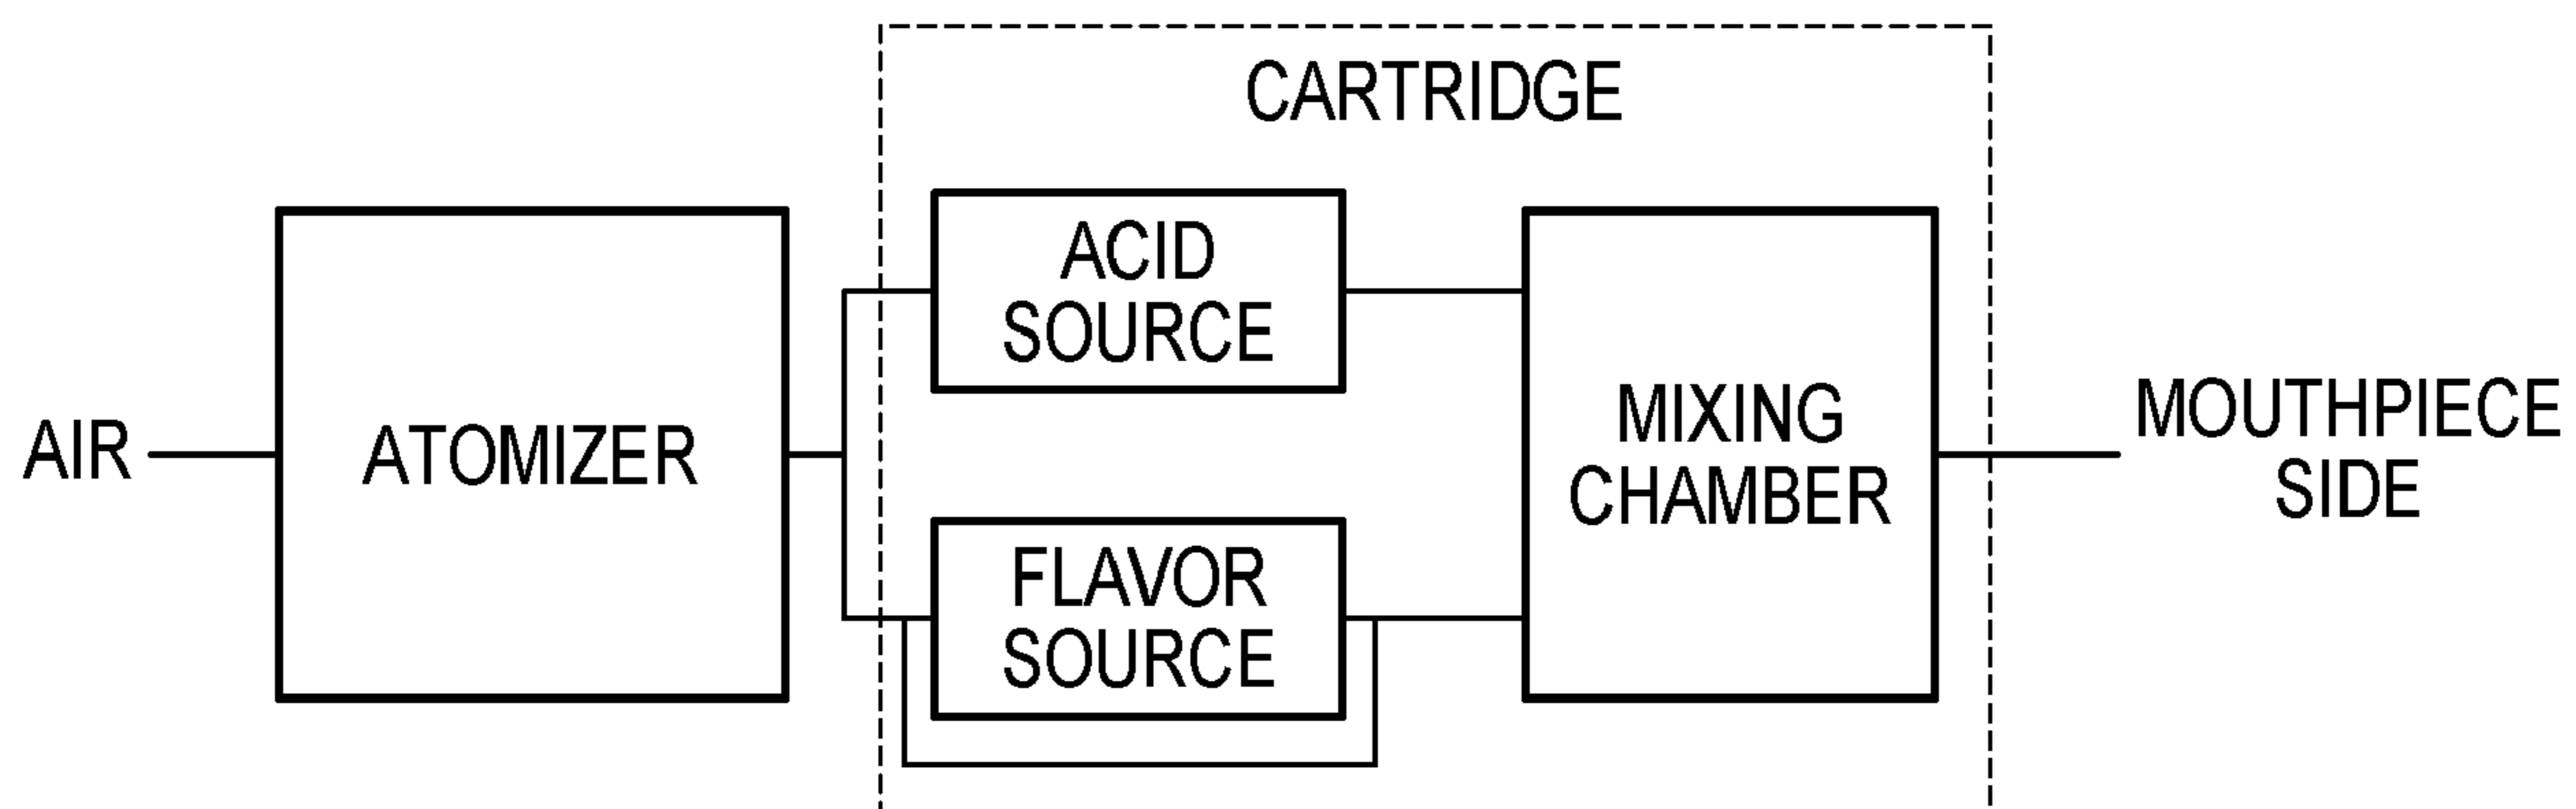 CARTRIDGE
AIR
ATOMIZER
ACID
SOURCE
FLAVOR
SOURCE
MIXING
CHAMBER
MOUTHPIECE
SIDE